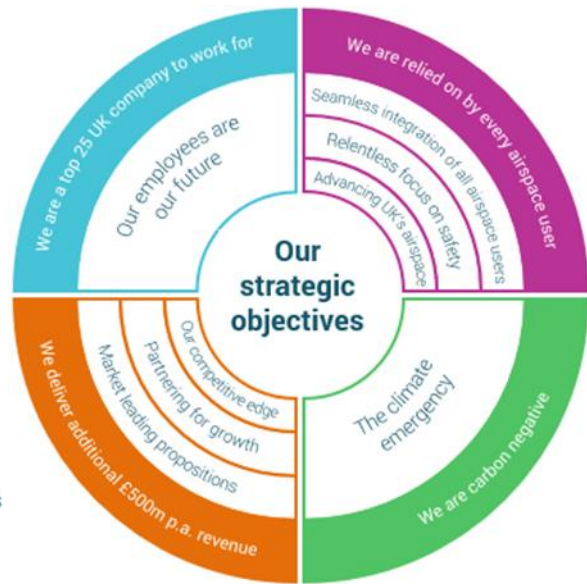 We are a top 25 UK company to work for
Our employees are
our future
We are relied on by every airspace user
Seamless integration of all airspace users
Relentless focus on safety
Advancing UK's airspace
Our
strategic
objectives
We deliver additional £500m p.a. revenue
Market leading propositions
Partnering for growth
Our competitive edge
The climate
emergency
We are carbon negative
s